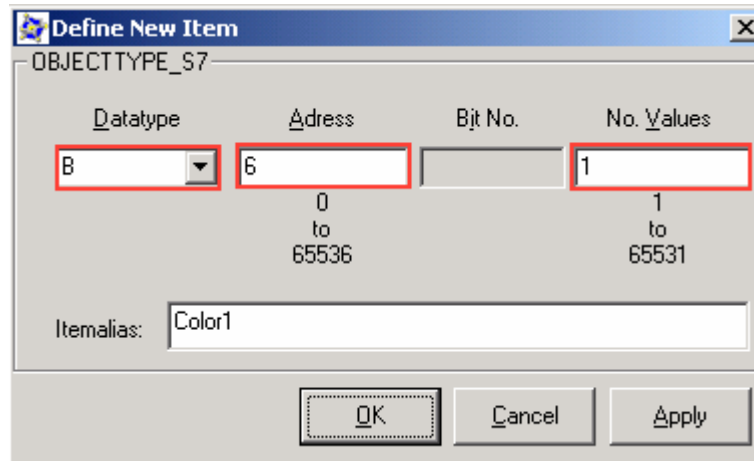 Define New Item
OBJECTTYPE_S7
Datatype Adress Bit No. No. Values
B 6 1
0 1
to to
65536 65531
Itemalias: Color1
OK Cancel Apply